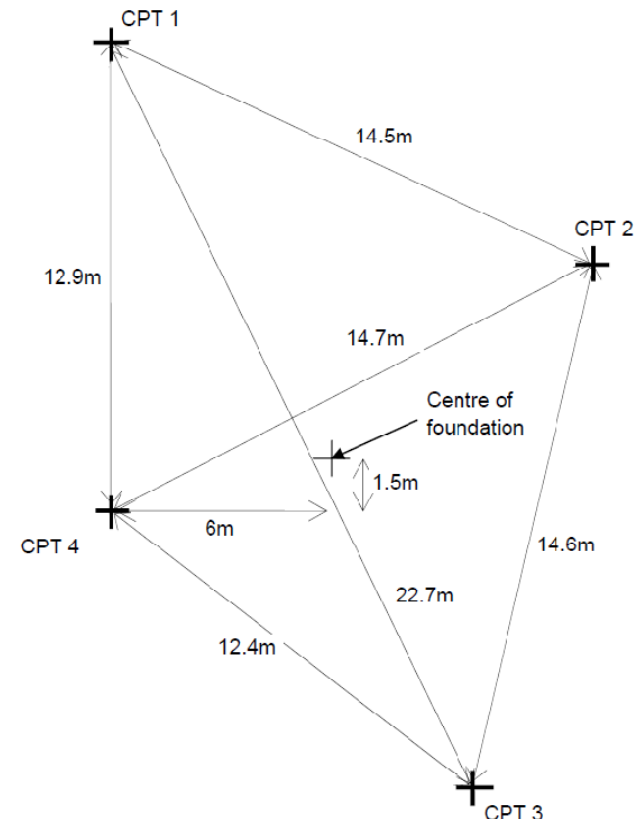 CPT 1
14.5m
CPT 2
12.9m
14.7m
Centre of
foundation
1.5m
6m
CPT 4
14.6m
22.7m
12.4m
CPT 3